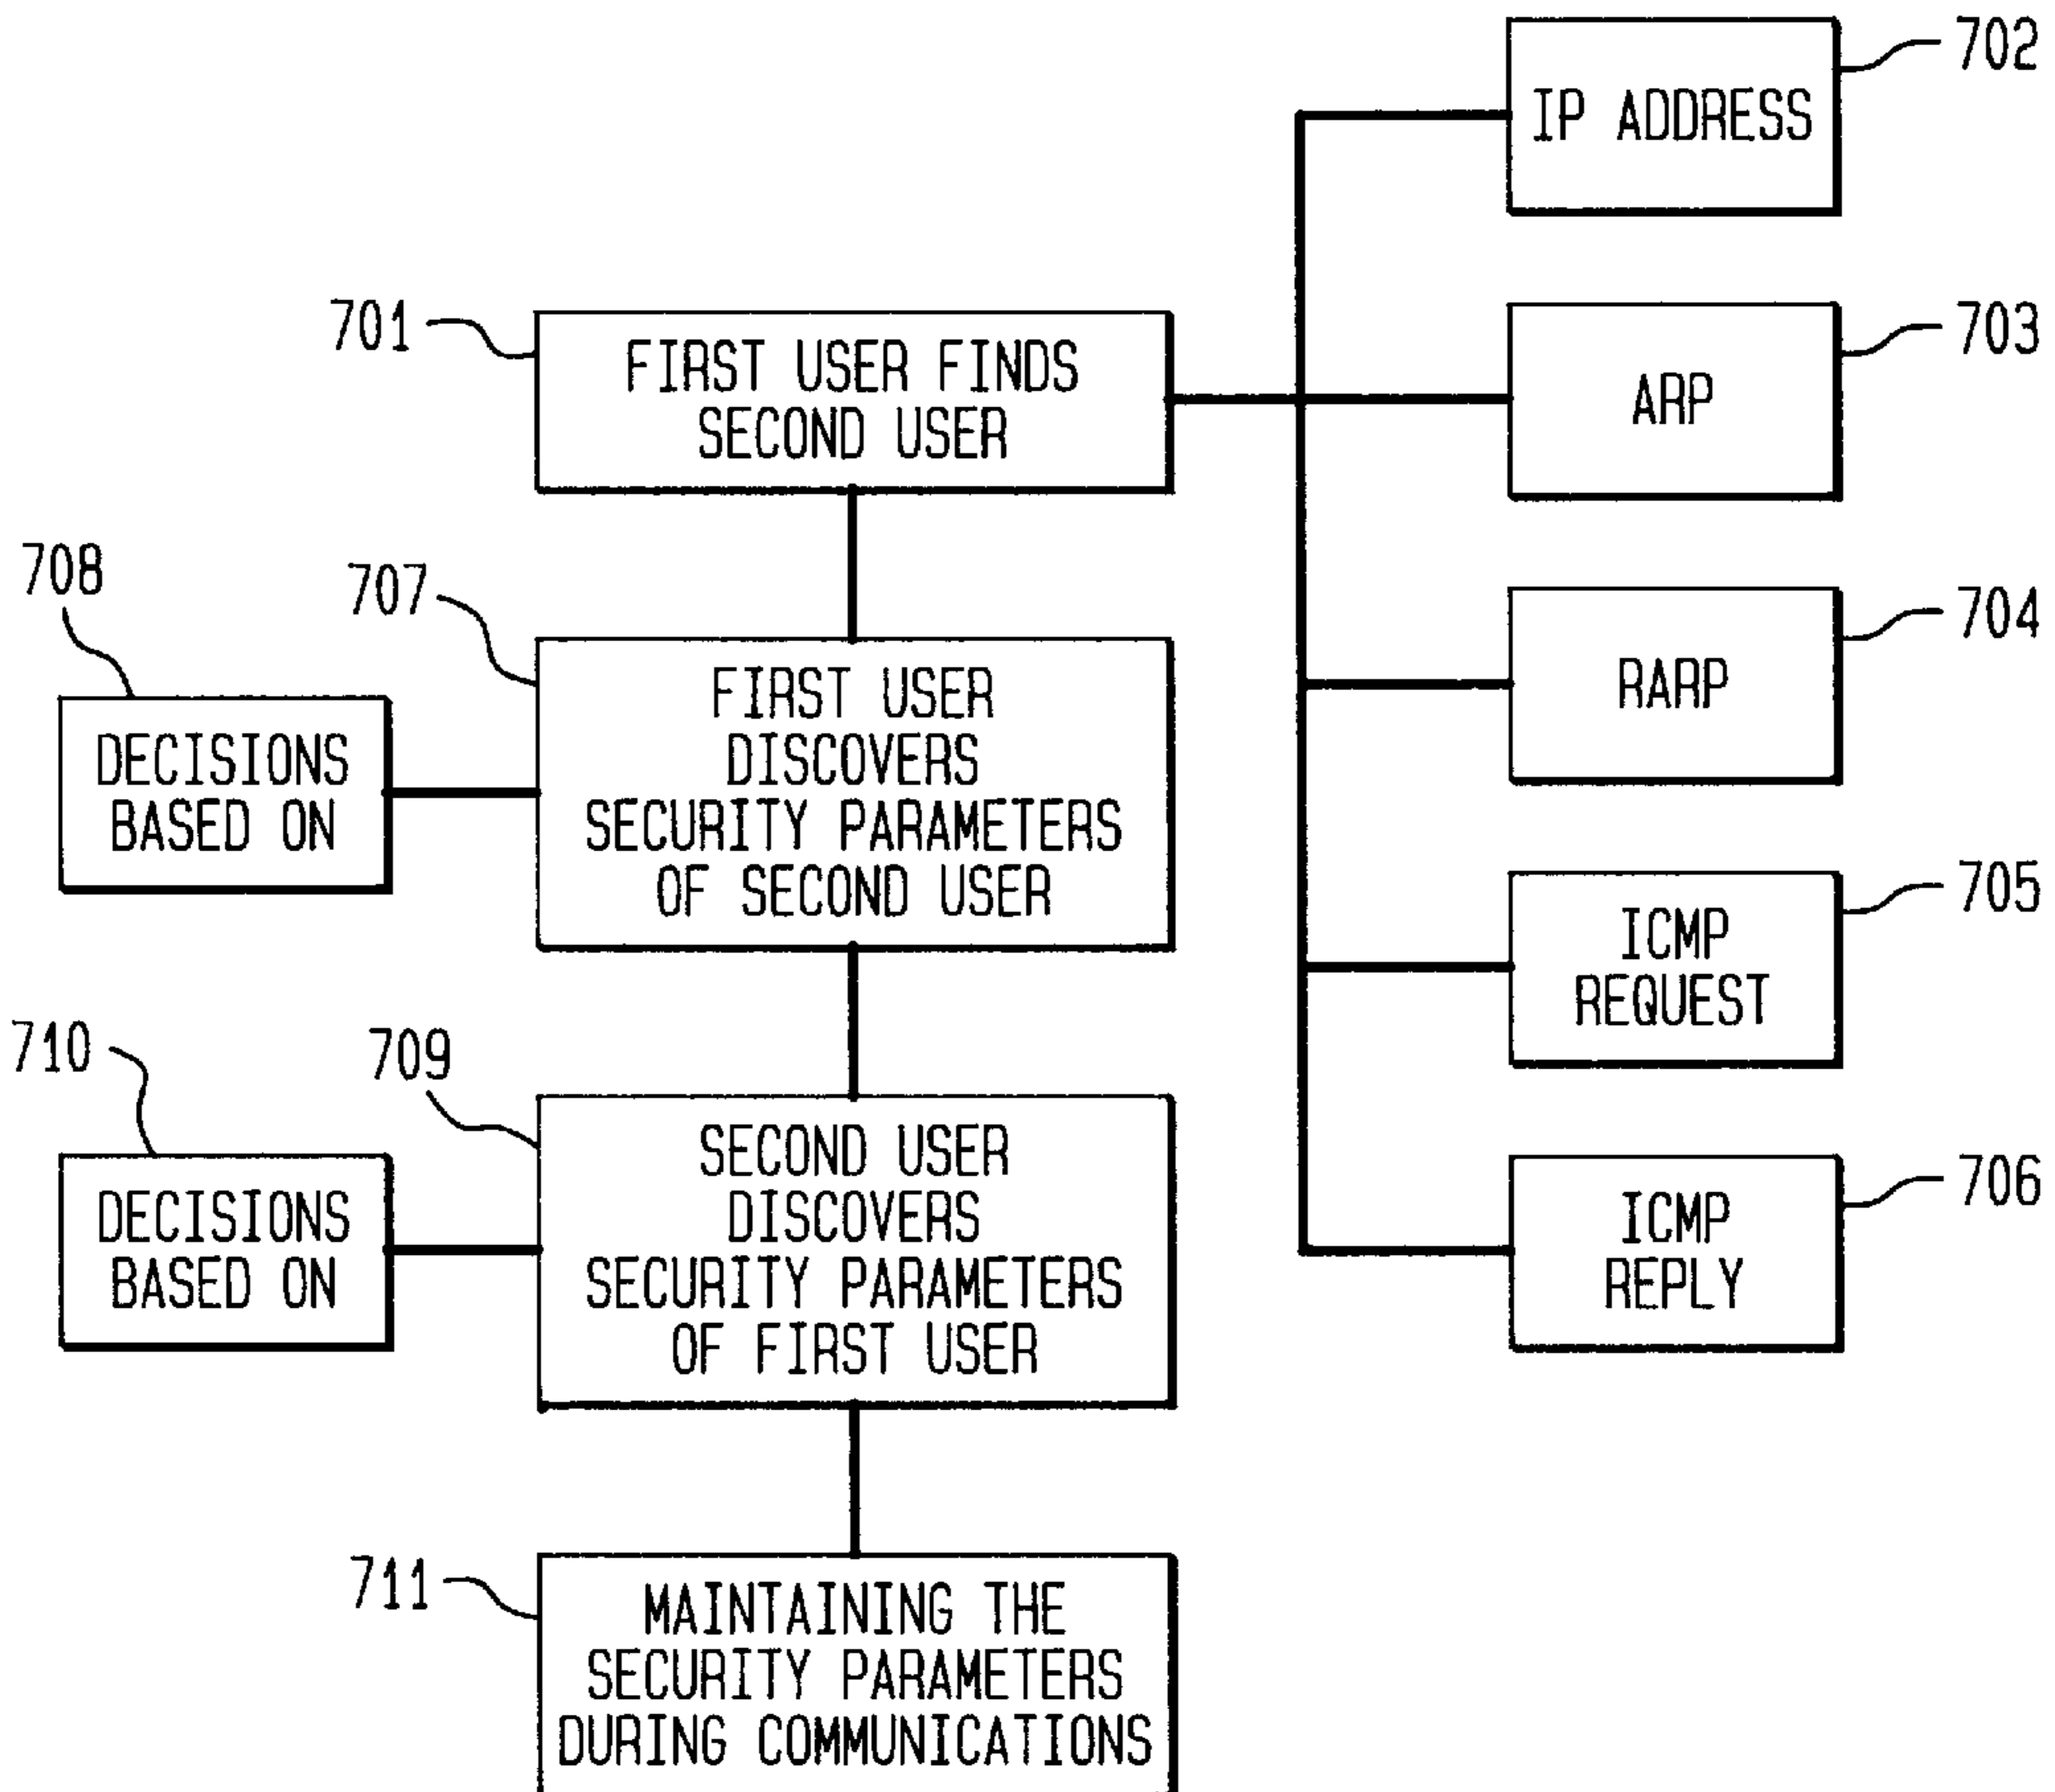 702
IP ADDRESS
701
FIRST USER FINDS
SECOND USER
703
ARP
704
RARP
708
707
DECISIONS
BASED ON
FIRST USER
DISCOVERS
SECURITY PARAMETERS
OF SECOND USER
705
ICMP
REQUEST
710
709
DECISIONS
BASED ON
SECOND USER
DISCOVERS
SECURITY PARAMETERS
OF FIRST USER
706
ICMP
REPLY
711
MAINTAINING THE
SECURITY PARAMETERS
DURING COMMUNICATIONS